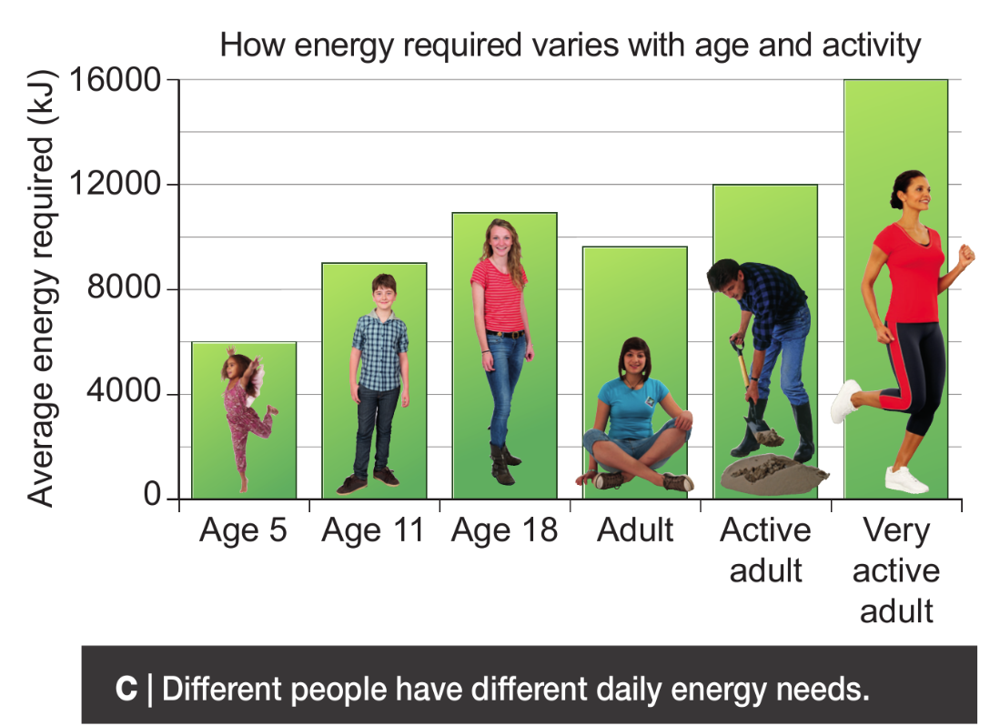 How energy required varies with age and activity
Average energy required (kJ)
16000
12000
8000
4000
0
Age 5
Age 11
Age 18
Adult
Active
adult
Very
active
adult
C | Different people have different daily energy needs.